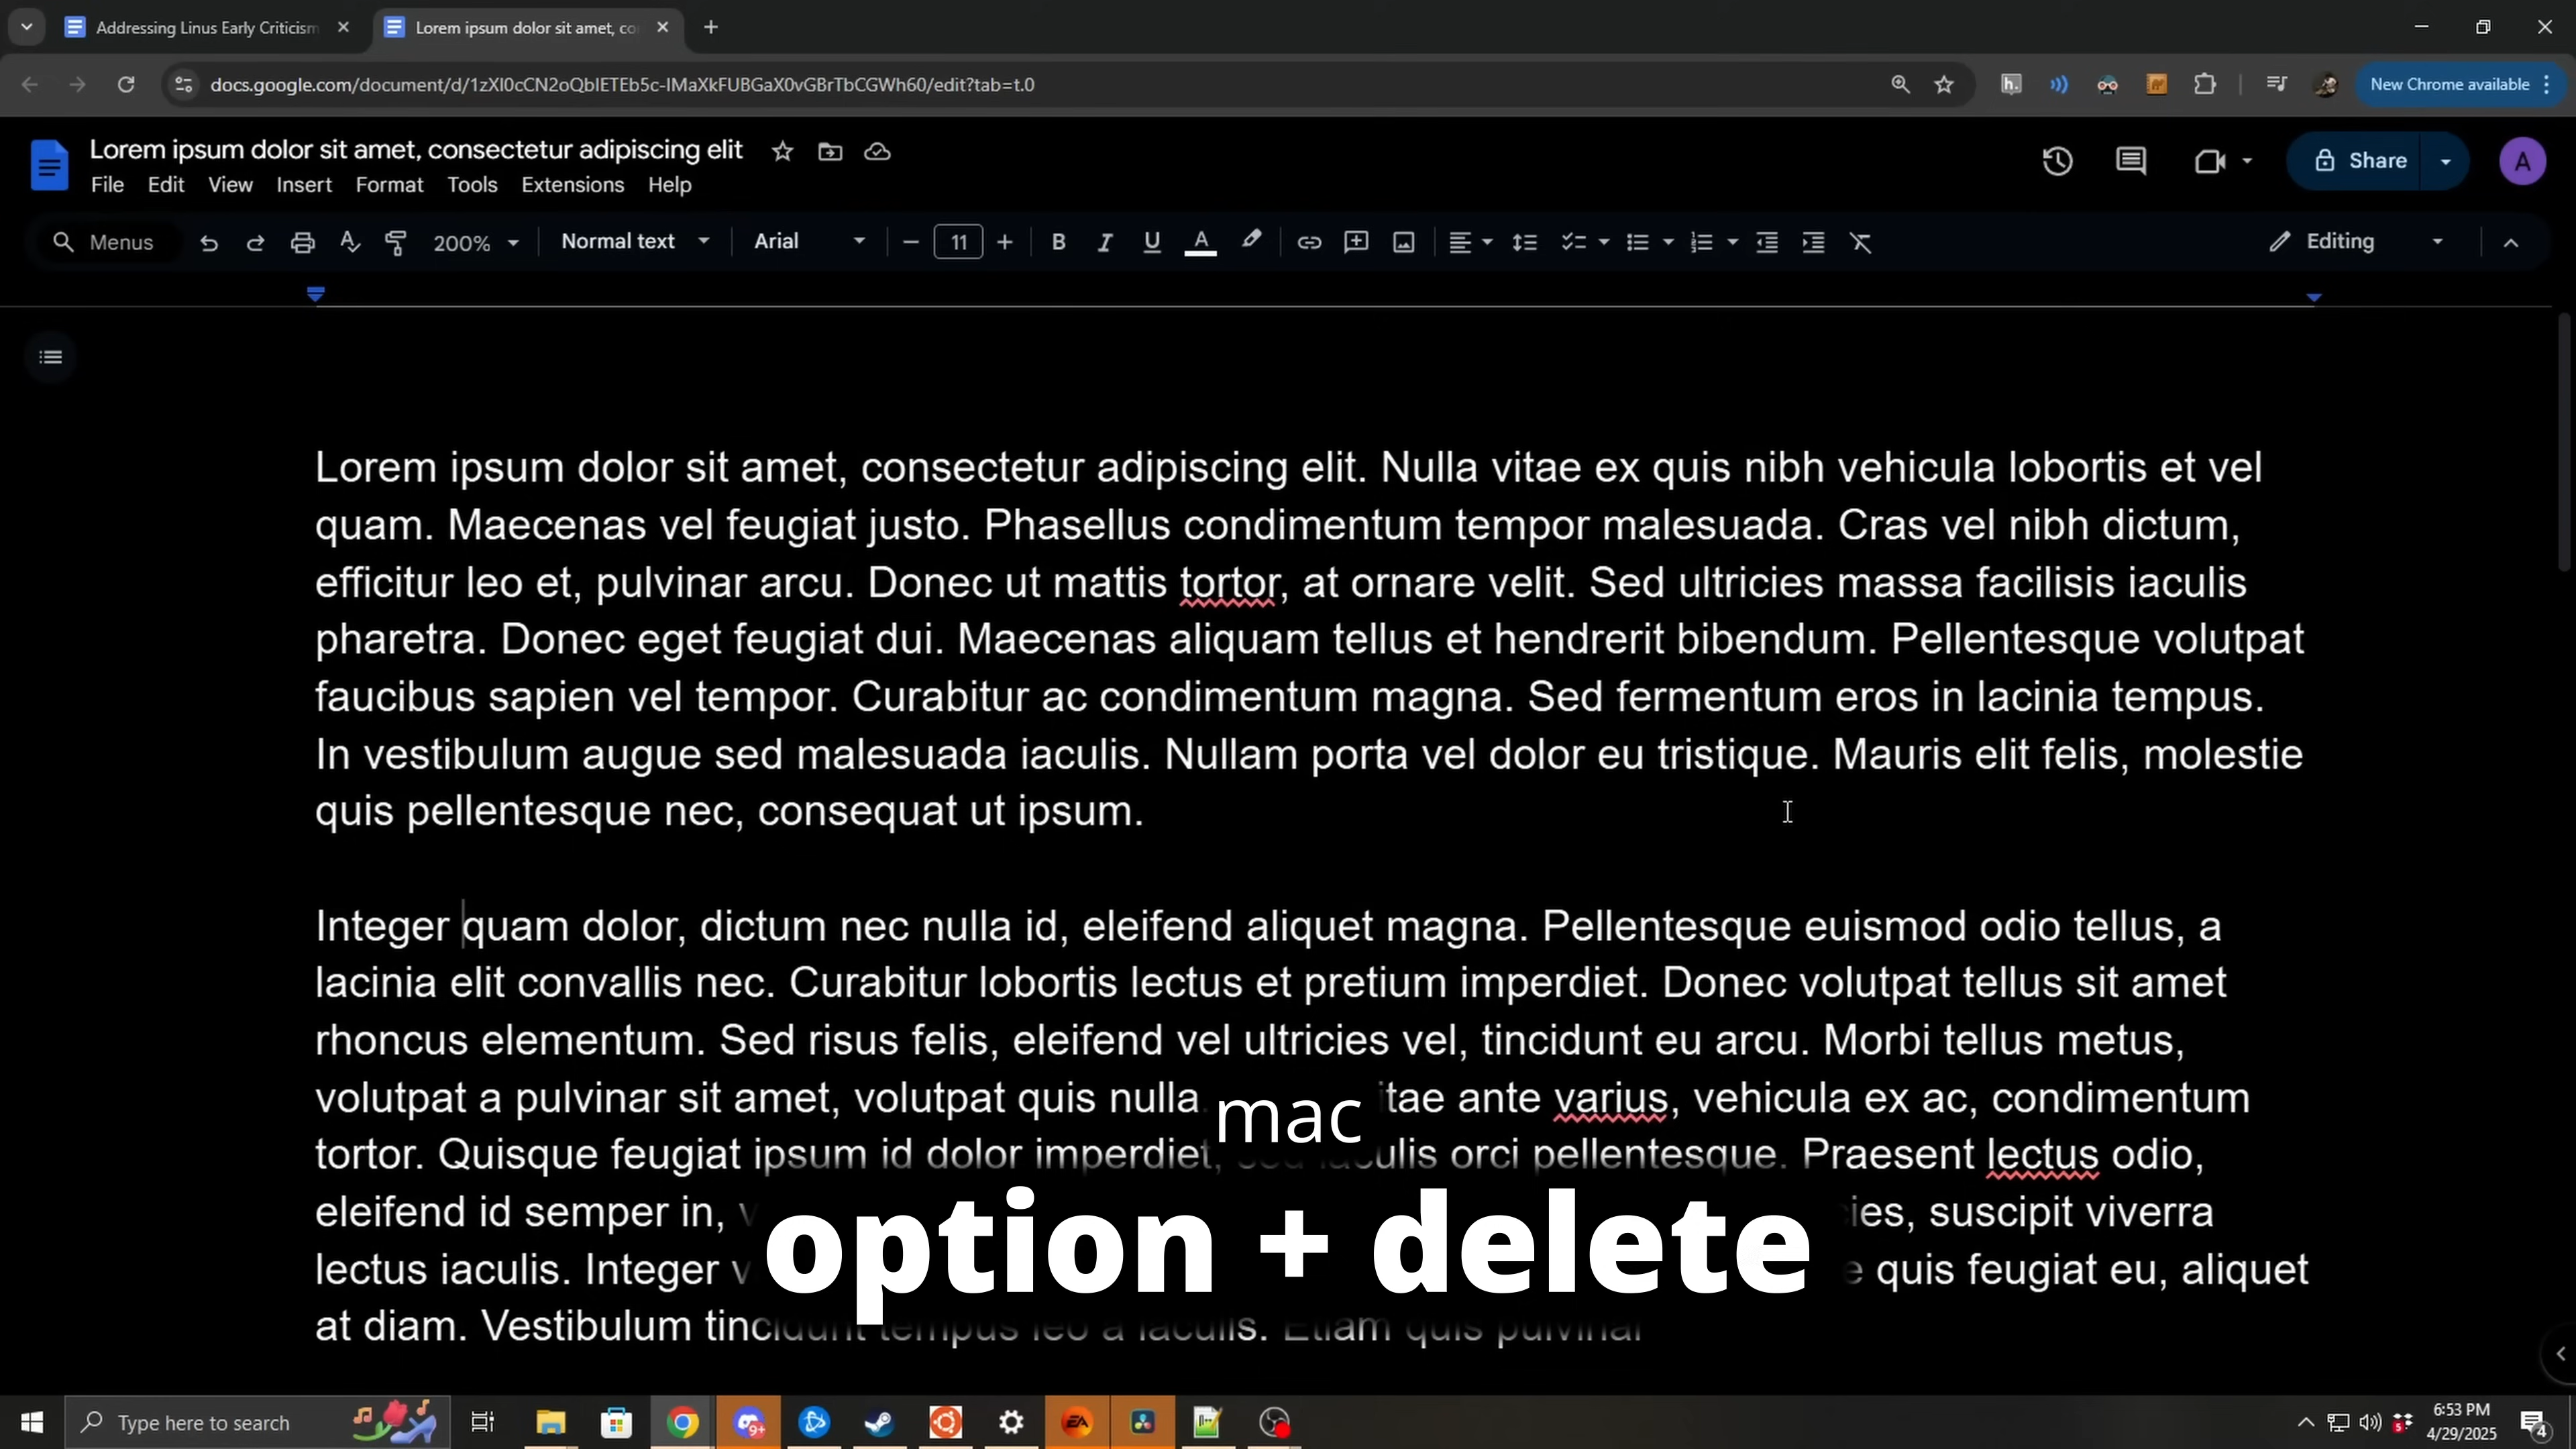 Addressing Linus Early Criticism
Lorem ipsum dolor sit amet, co
docs.google.com/document/d/1zXI0cCN2oQbIETEb5c-IMaXkFUBGaX0vGBrTbCGWh60/edit?tab=t.0
New Chrome available
Lorem ipsum dolor sit amet, consectetur adipiscing elit
File Edit View Insert Format Tools Extensions Help
Share
A
Menus 200% Normal text Arial 11 B I U A Editing
Lorem ipsum dolor sit amet, consectetur adipiscing elit. Nulla vitae ex quis nibh vehicula lobortis et vel
quam. Maecenas vel feugiat justo. Phasellus condimentum tempor malesuada. Cras vel nibh dictum,
efficitur leo et, pulvinar arcu. Donec ut mattis tortor, at ornare velit. Sed ultricies massa facilisis iaculis
pharetra. Donec eget feugiat dui. Maecenas aliquam tellus et hendrerit bibendum. Pellentesque volutpat
faucibus sapien vel tempor. Curabitur ac condimentum magna. Sed fermentum eros in lacinia tempus.
In vestibulum augue sed malesuada iaculis. Nullam porta vel dolor eu tristique. Mauris elit felis, molestie
quis pellentesque nec, consequat ut ipsum.
Integer quam dolor, dictum nec nulla id, eleifend aliquet magna. Pellentesque euismod odio tellus, a
lacinia elit convallis nec. Curabitur lobortis lectus et pretium imperdiet. Donec volutpat tellus sit amet
rhoncus elementum. Sed risus felis, eleifend vel ultricies vel, tincidunt eu arcu. Morbi tellus metus,
volutpat a pulvinar sit amet, volutpat quis nulla. itae ante varius, vehicula ex ac, condimentum
mac
tortor. Quisque feugiat ipsum id dolor imperdiet, orci pellentesque. Praesent lectus odio,
eleifend id semper in, suscipit viverra
option + delete
lectus iaculis. Integer quis feugiat eu, aliquet
at diam. Vestibulum tincidunt tempus leo a iaculis. Etiam quis pulvinar
Type here to search
9+
EA
5
6:53 PM
4/29/2025
4